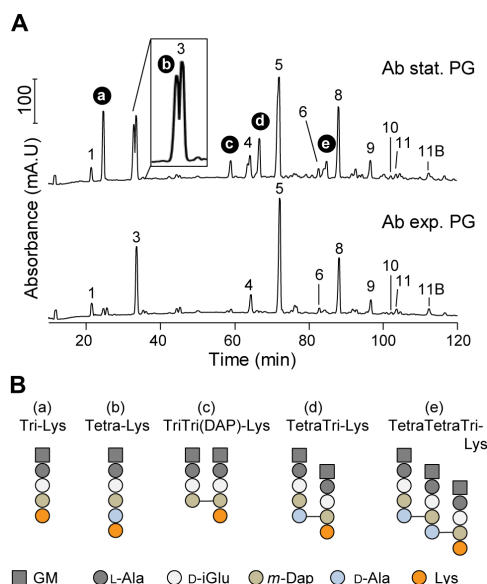 A
b
3
5
Ab stat. PG
a
100
1
c
4
d
6
e
8
9
10
11
11B
Absorbance (mA.U)
Ab exp. PG
1
3
4
5
6
8
9
10
11
11B
20 40 60 80 100 120
Time (min)
B
(a) (b) (c) (d) (e)
Tri-Lys Tetra-Lys TriTri(DAP)-Lys TetraTri-Lys TetraTetraTri-
Lys
GM L-Ala D-iGlu m-Dap D-Ala Lys